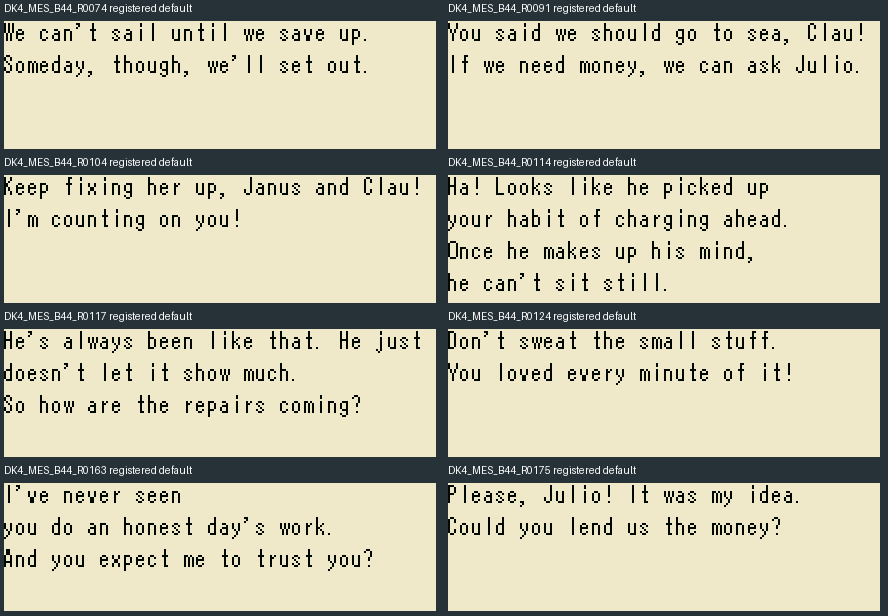 DK4_MES_B44_R0074 registered default
We can't sail until we save up.
Someday, though, we'll set out.
DK4_MES_B44_R0091 registered default
You said we should go to sea, Clau!
If we need money, we can ask Julio.
DK4_MES_B44_R0104 registered default
Keep fixing her up, Janus and Clau!
I'm counting on you!
DK4_MES_B44_R0114 registered default
Ha! Looks like he picked up
your habit of charging ahead.
Once he makes up his mind,
he can't sit still.
DK4_MES_B44_R0117 registered default
He's always been like that. He just
doesn't let it show much.
So how are the repairs coming?
DK4_MES_B44_R0124 registered default
Don't sweat the small stuff.
You loved every minute of it!
DK4_MES_B44_R0163 registered default
I've never seen
you do an honest day's work.
And you expect me to trust you?
DK4_MES_B44_R0175 registered default
Please, Julio! It was my idea.
Could you lend us the money?